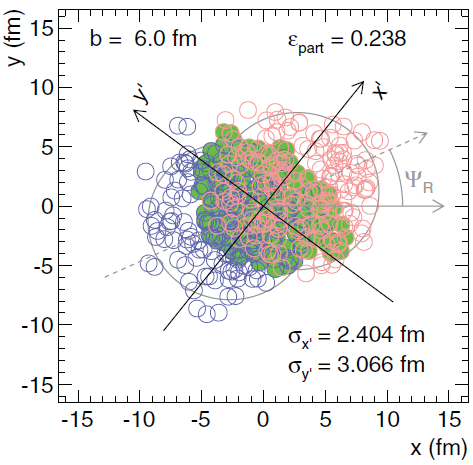 y (fm)
15
b = 6.0 fm
ε_part = 0.238
10
y'
x'
5
Ψ_R
0
-5
-10
σ_x' = 2.404 fm
σ_y' = 3.066 fm
-15
-15 -10 -5 0 5 10 15
x (fm)